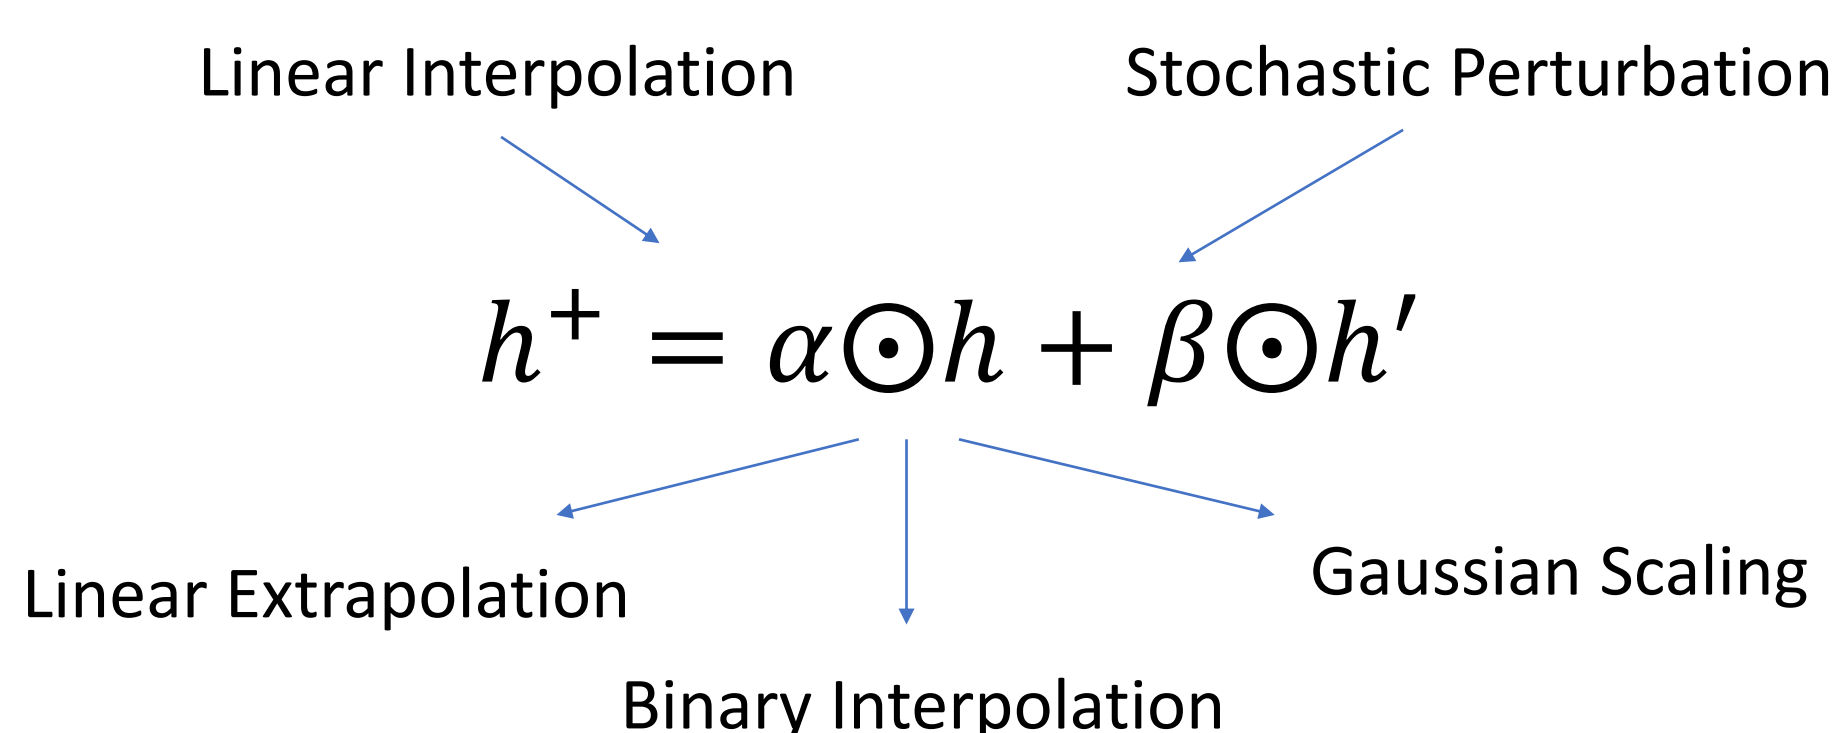 Linear Interpolation
Stochastic Perturbation
h⁺ = α⨀h + β⨀h′
Linear Extrapolation
Gaussian Scaling
Binary Interpolation